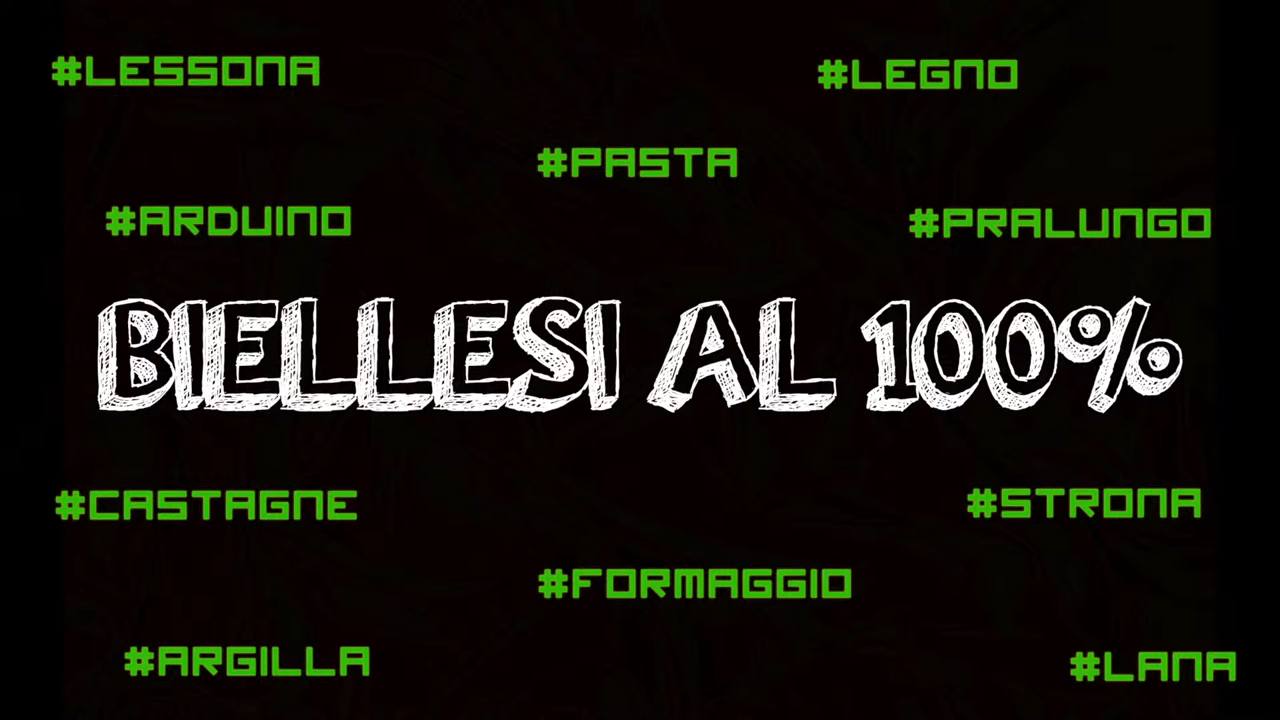 #LESSONA
#LEGNO
#PASTA
#ARDUINO
#PRALUNGO
BIELLESI AL 100%
#CASTAGNE
#STRONA
#FORMAGGIO
#ARGILLA
#LANA